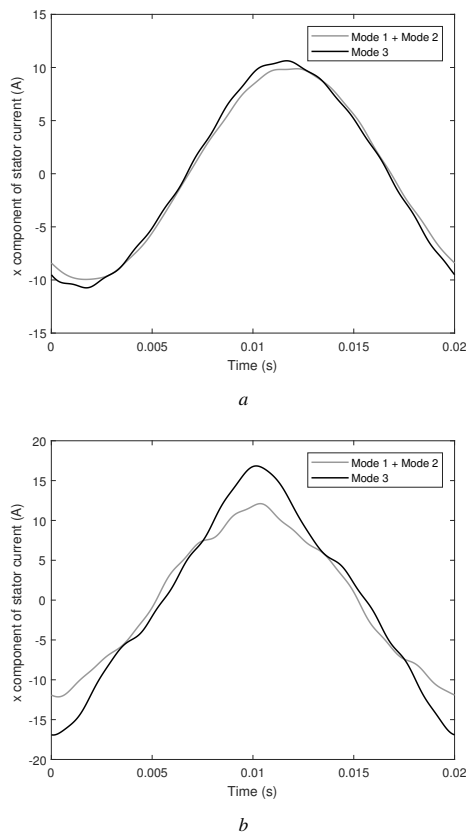 15
10
5
0
-5
-10
-15
x component of stator current (A)
Mode 1 + Mode 2
Mode 3
0
0.005
0.01
0.015
0.02
Time (s)
a
20
15
10
5
0
-5
-10
-15
-20
x component of stator current (A)
Mode 1 + Mode 2
Mode 3
0
0.005
0.01
0.015
0.02
Time (s)
b